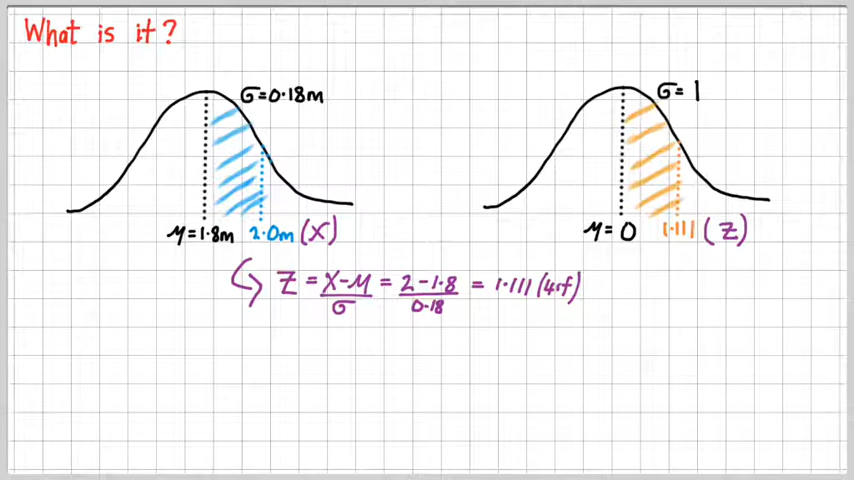 What is it?
σ=0.18m
σ=1
μ=1.8m 2.0m (X)
μ=0 1.111 (Z)
Z = X-μ/σ = 2-1.8/0.18 = 1.111 (4sf)